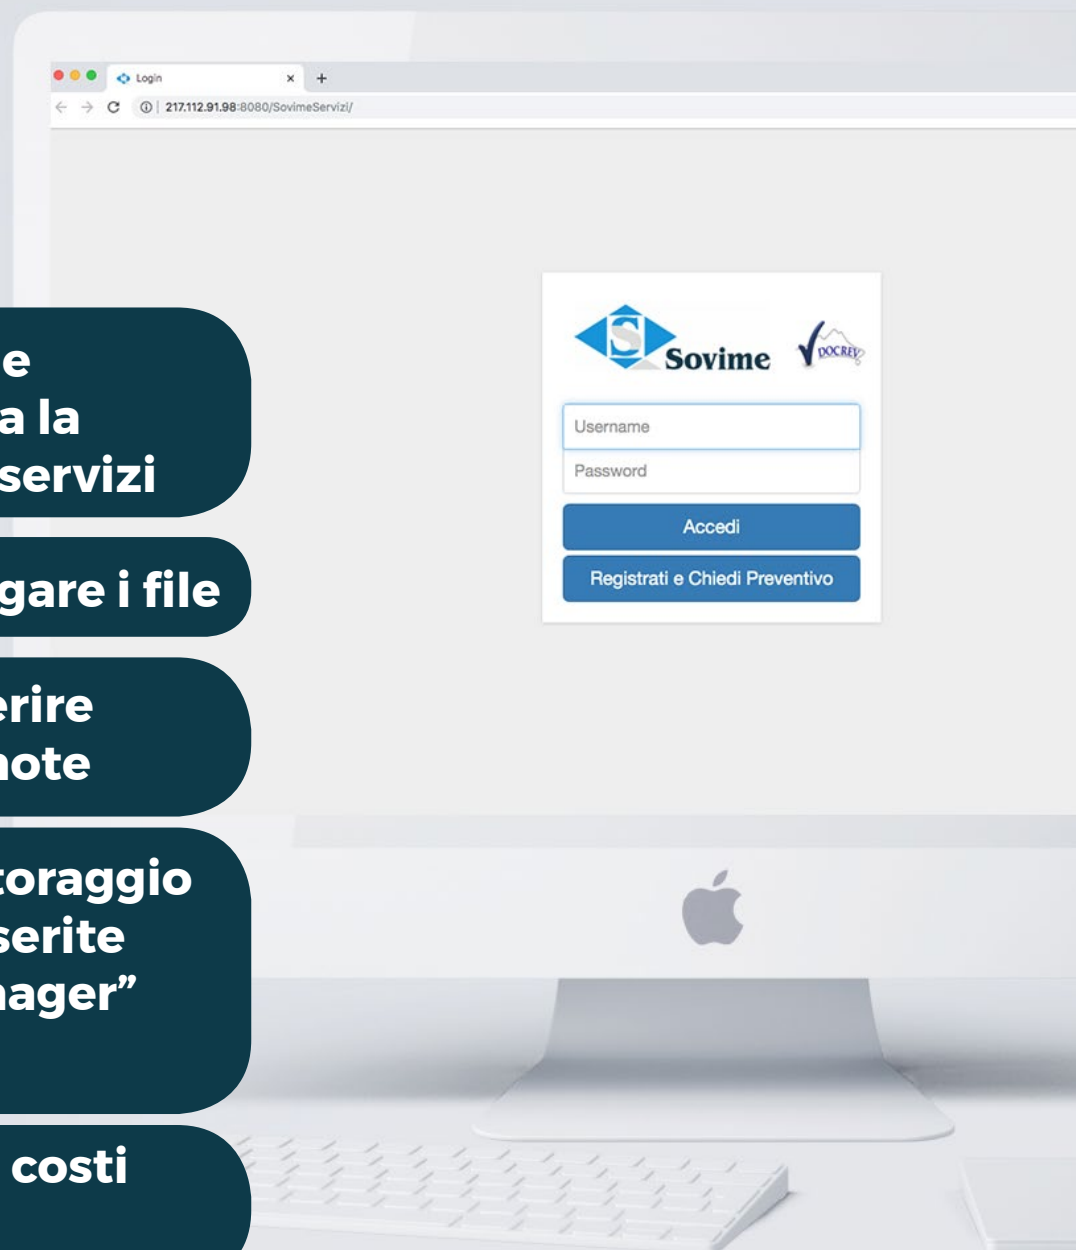 Login
217.112.91.98:8080/SovimeServizi/
S
Sovime
DOCREV
Username
Password
Accedi
Registrati e Chiedi Preventivo
e
a la
servizi
gare i file
erire
note
toraggio
serite
nager”
costi